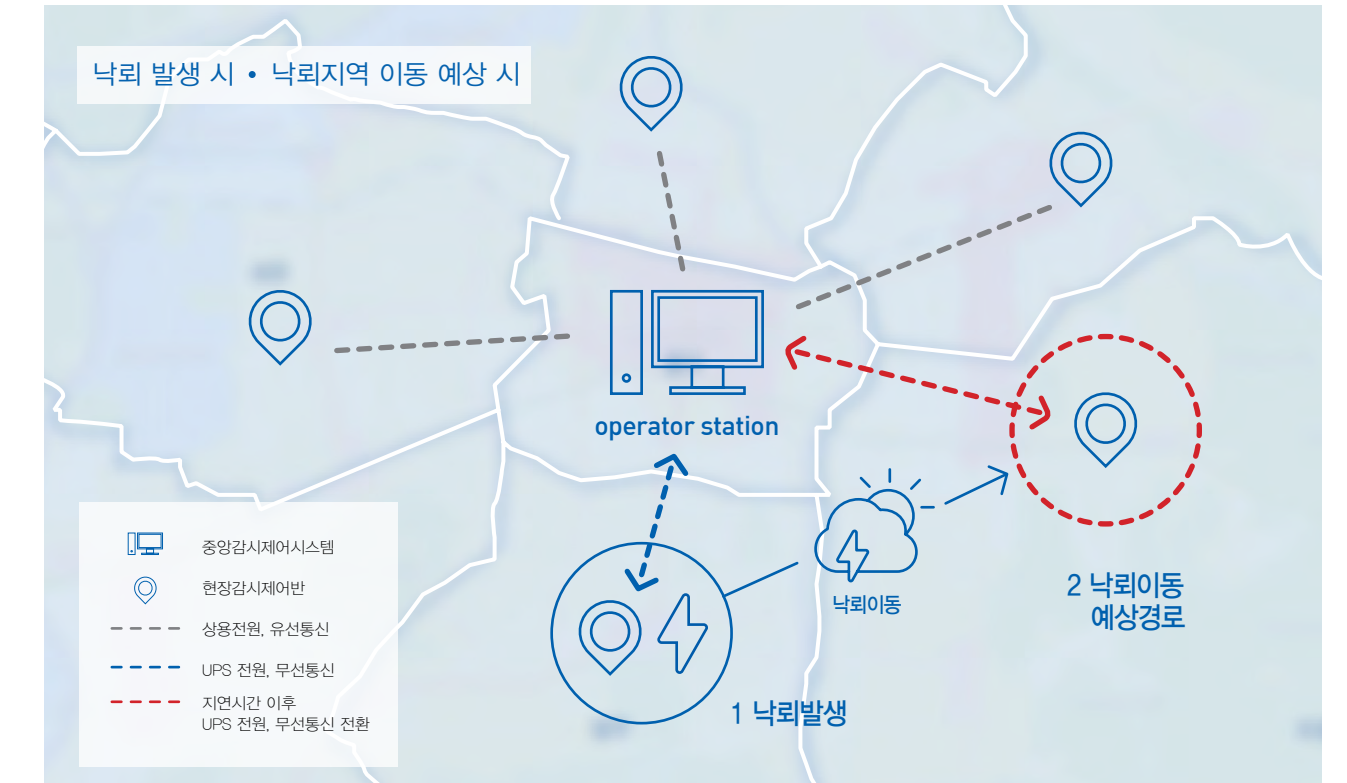 낙뢰 발생 시 • 낙뢰지역 이동 예상 시
operator station
낙뢰이동
2 낙뢰이동
예상경로
1 낙뢰발생
중앙감시제어시스템
현장감시제어반
상용전원, 유선통신
UPS 전원, 무선통신
지연시간 이후
UPS 전원, 무선통신 전환